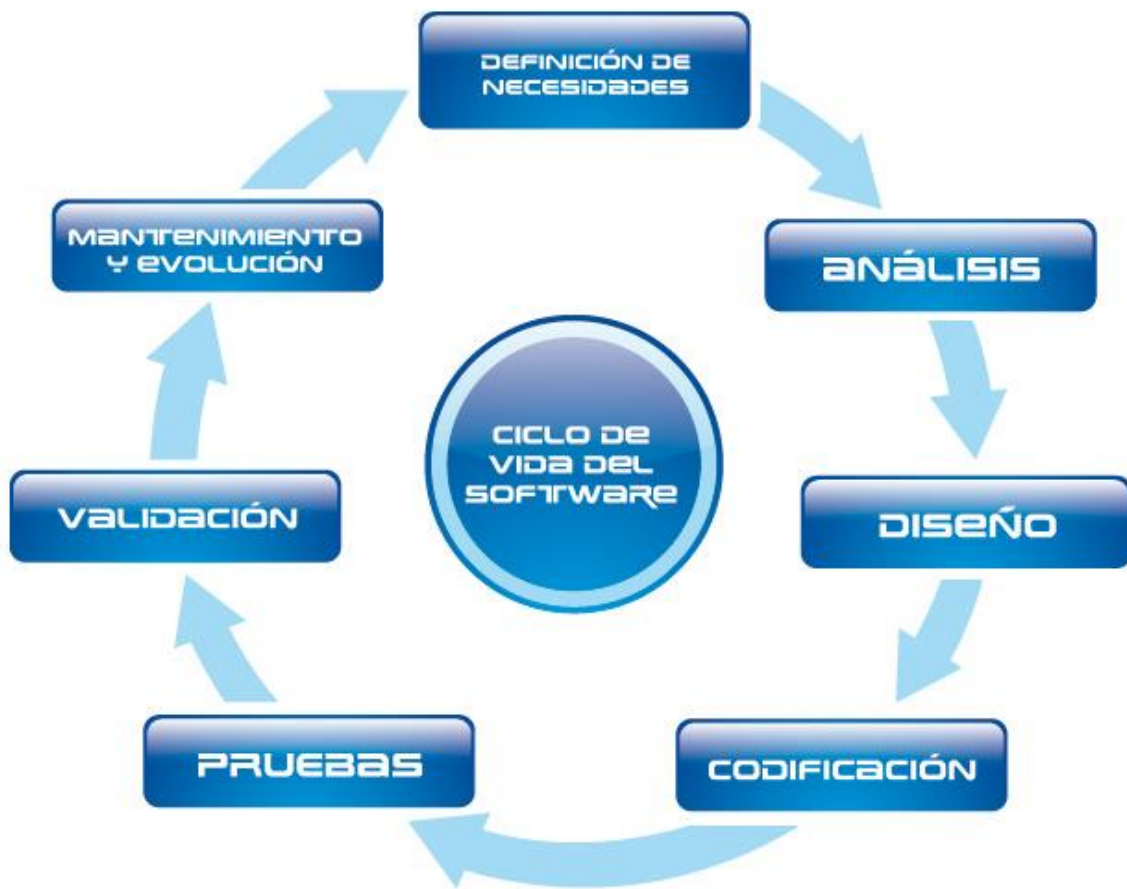 DEFINICIÓN DE
NECESIDADES
ANÁLISIS
DISEÑO
CODIFICACIÓN
PRUEBAS
VALIDACIÓN
MANTENIMIENTO
Y EVOLUCIÓN
CICLO DE
VIDA DEL
SOFTWARE